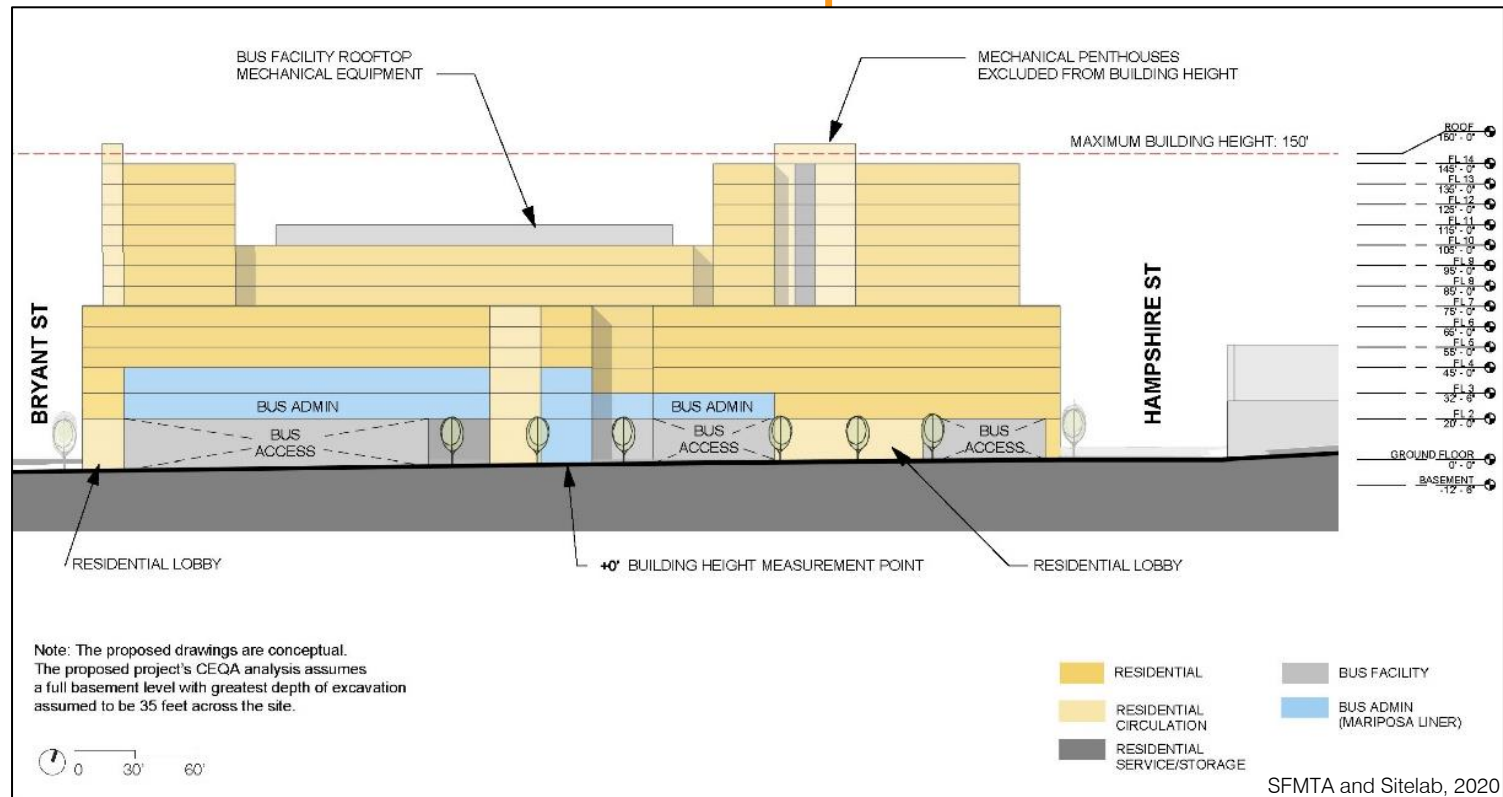 BUS FACILITY ROOFTOP
MECHANICAL EQUIPMENT
MECHANICAL PENTHOUSES
EXCLUDED FROM BUILDING HEIGHT
MAXIMUM BUILDING HEIGHT: 150'
ROOF
150' - 0"
FL 14
145' - 0"
FL 13
135' - 0"
FL 12
125' - 0"
FL 11
115' - 0"
FL 10
105' - 0"
FL 9
95' - 0"
FL 8
85' - 0"
FL 7
75' - 0"
FL 6
65' - 0"
FL 5
55' - 0"
FL 4
45' - 0"
FL 3
32' - 6"
FL 2
20' - 0"
GROUND FLOOR
0' - 0"
BASEMENT
-12' - 6"
BRYANT ST
HAMPSHIRE ST
BUS ADMIN
BUS ADMIN
BUS
ACCESS
BUS
ACCESS
BUS
ACCESS
RESIDENTIAL LOBBY
+0' BUILDING HEIGHT MEASUREMENT POINT
RESIDENTIAL LOBBY
Note: The proposed drawings are conceptual.
The proposed project's CEQA analysis assumes
a full basement level with greatest depth of excavation
assumed to be 35 feet across the site.
0 30' 60'
RESIDENTIAL
RESIDENTIAL
CIRCULATION
RESIDENTIAL
SERVICE/STORAGE
BUS FACILITY
BUS ADMIN
(MARIPOSA LINER)
SFMTA and Sitelab, 2020